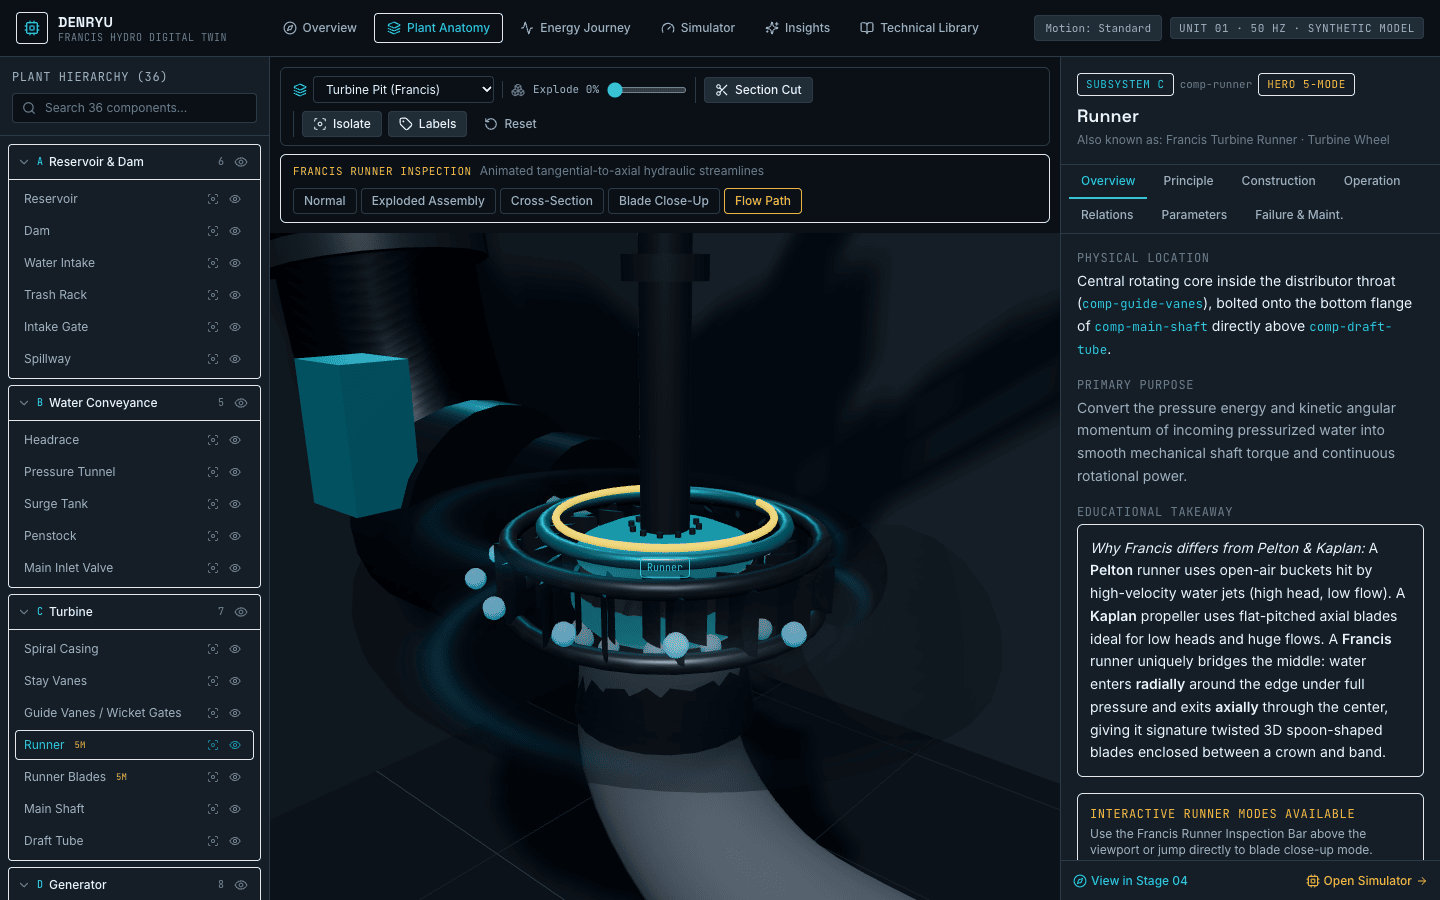 DENRYU
FRANCIS HYDRO DIGITAL TWIN
Overview
Plant Anatomy
Energy Journey
Simulator
Insights
Technical Library
Motion: Standard
UNIT 01 · 50 HZ · SYNTHETIC MODEL
PLANT HIERARCHY (36)
Search 36 components...
A Reservoir & Dam 6
Reservoir
Dam
Water Intake
Trash Rack
Intake Gate
Spillway
B Water Conveyance 5
Headrace
Pressure Tunnel
Surge Tank
Penstock
Main Inlet Valve
C Turbine 7
Spiral Casing
Stay Vanes
Guide Vanes / Wicket Gates
Runner 5M
Runner Blades 5M
Main Shaft
Draft Tube
D Generator 8
Turbine Pit (Francis)
Explode 0%
Section Cut
Isolate
Labels
Reset
FRANCIS RUNNER INSPECTION Animated tangential-to-axial hydraulic streamlines
Normal
Exploded Assembly
Cross-Section
Blade Close-Up
Flow Path
Runner
SUBSYSTEM C comp-runner HERO 5-MODE
Runner
Also known as: Francis Turbine Runner · Turbine Wheel
Overview
Principle
Construction
Operation
Relations
Parameters
Failure & Maint.
PHYSICAL LOCATION
Central rotating core inside the distributor throat
(comp-guide-vanes), bolted onto the bottom flange
of comp-main-shaft directly above comp-draft-
tube.
PRIMARY PURPOSE
Convert the pressure energy and kinetic angular
momentum of incoming pressurized water into
smooth mechanical shaft torque and continuous
rotational power.
EDUCATIONAL TAKEAWAY
Why Francis differs from Pelton & Kaplan: A
Pelton runner uses open-air buckets hit by
high-velocity water jets (high head, low flow). A
Kaplan propeller uses flat-pitched axial blades
ideal for low heads and huge flows. A Francis
runner uniquely bridges the middle: water
enters radially around the edge under full
pressure and exits axially through the center,
giving it signature twisted 3D spoon-shaped
blades enclosed between a crown and band.
INTERACTIVE RUNNER MODES AVAILABLE
Use the Francis Runner Inspection Bar above the
viewport or jump directly to blade close-up mode.
View in Stage 04
Open Simulator →